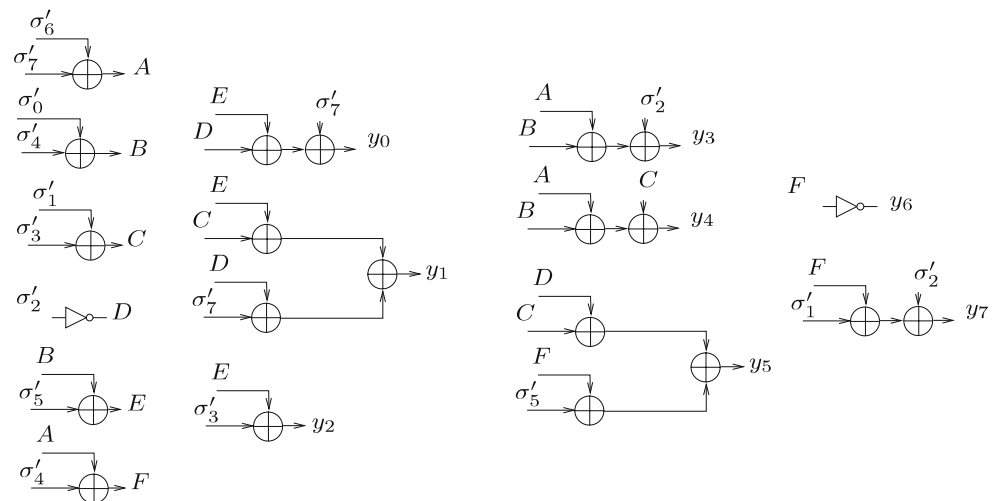 σ′₆
σ′₇ A
σ′₀
σ′₄ B
σ′₁
σ′₃ C
σ′₂ D
B
σ′₅ E
A
σ′₄ F
E σ′₇
D y₀
E
C
y₁
D
σ′₇
E
σ′₃ y₂
A σ′₂
B y₃
A C
B y₄
D
C
y₅
F
σ′₅
F y₆
F σ′₂
σ′₁ y₇